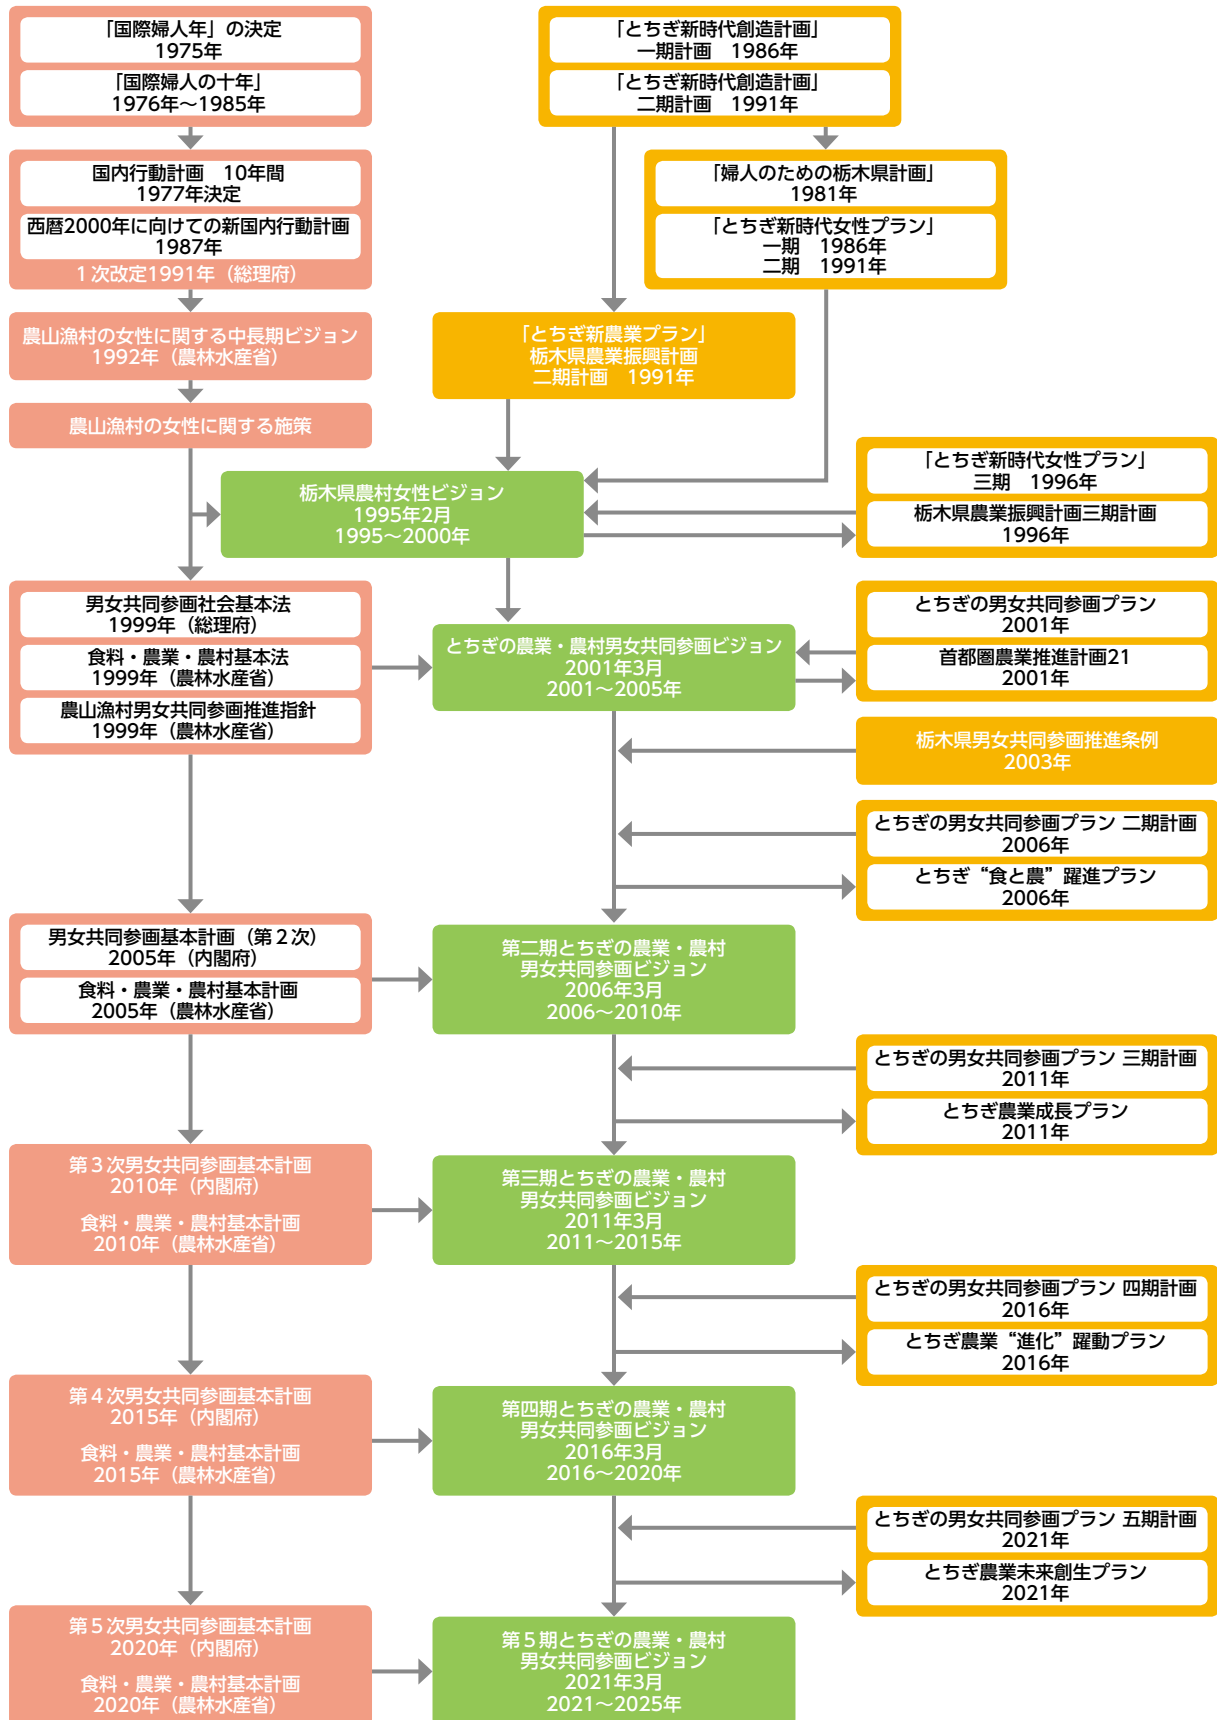 「国際婦人年」の決定
1975年
「国際婦人の十年」
1976年～1985年
国内行動計画　10年間
1977年決定
西暦2000年に向けての新国内行動計画
1987年
１次改定1991年（総理府）
農山漁村の女性に関する中長期ビジョン
1992年（農林水産省）
農山漁村の女性に関する施策
「とちぎ新時代創造計画」
一期計画　1986年
「とちぎ新時代創造計画」
二期計画　1991年
「婦人のための栃木県計画」
1981年
「とちぎ新時代女性プラン」
一期　1986年
二期　1991年
「とちぎ新農業プラン」
栃木県農業振興計画
二期計画　1991年
「とちぎ新時代女性プラン」
三期　1996年
栃木県農業振興計画三期計画
1996年
栃木県農村女性ビジョン
1995年2月
1995～2000年
男女共同参画社会基本法
1999年（総理府）
食料・農業・農村基本法
1999年（農林水産省）
農山漁村男女共同参画推進指針
1999年（農林水産省）
とちぎの農業・農村男女共同参画ビジョン
2001年3月
2001～2005年
とちぎの男女共同参画プラン
2001年
首都圏農業推進計画21
2001年
栃木県男女共同参画推進条例
2003年
とちぎの男女共同参画プラン 二期計画
2006年
とちぎ“食と農”躍進プラン
2006年
男女共同参画基本計画（第２次）
2005年（内閣府）
食料・農業・農村基本計画
2005年（農林水産省）
第二期とちぎの農業・農村
男女共同参画ビジョン
2006年3月
2006～2010年
とちぎの男女共同参画プラン 三期計画
2011年
とちぎ農業成長プラン
2011年
第３次男女共同参画基本計画
2010年（内閣府）
食料・農業・農村基本計画
2010年（農林水産省）
第三期とちぎの農業・農村
男女共同参画ビジョン
2011年3月
2011～2015年
とちぎの男女共同参画プラン 四期計画
2016年
とちぎ農業“進化”躍動プラン
2016年
第４次男女共同参画基本計画
2015年（内閣府）
食料・農業・農村基本計画
2015年（農林水産省）
第四期とちぎの農業・農村
男女共同参画ビジョン
2016年3月
2016～2020年
とちぎの男女共同参画プラン 五期計画
2021年
とちぎ農業未来創生プラン
2021年
第５次男女共同参画基本計画
2020年（内閣府）
食料・農業・農村基本計画
2020年（農林水産省）
第５期とちぎの農業・農村
男女共同参画ビジョン
2021年3月
2021～2025年